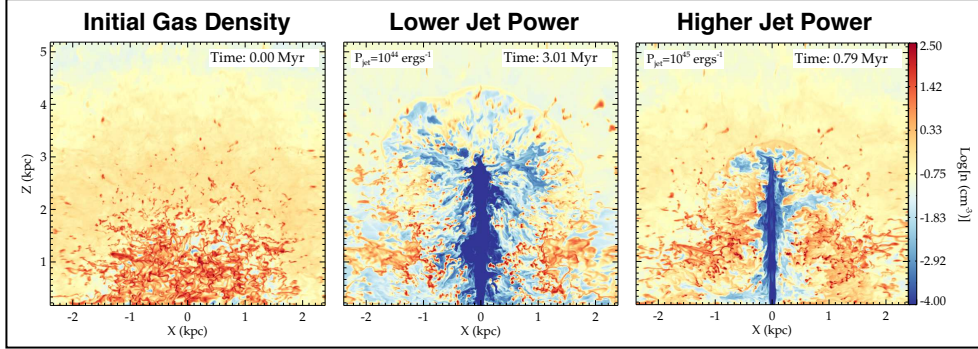 Initial Gas Density
Lower Jet Power
Higher Jet Power
Time: 0.00 Myr
P_jet=10^44 ergs^-1
Time: 3.01 Myr
P_jet=10^45 ergs^-1
Time: 0.79 Myr
Z (kpc)
5
4
3
2
1
-2 -1 0 1 2
X (kpc)
-2 -1 0 1 2
X (kpc)
-2 -1 0 1 2
X (kpc)
2.50
1.42
0.33
-0.75
-1.83
-2.92
-4.00
Log[n (cm^-3)]